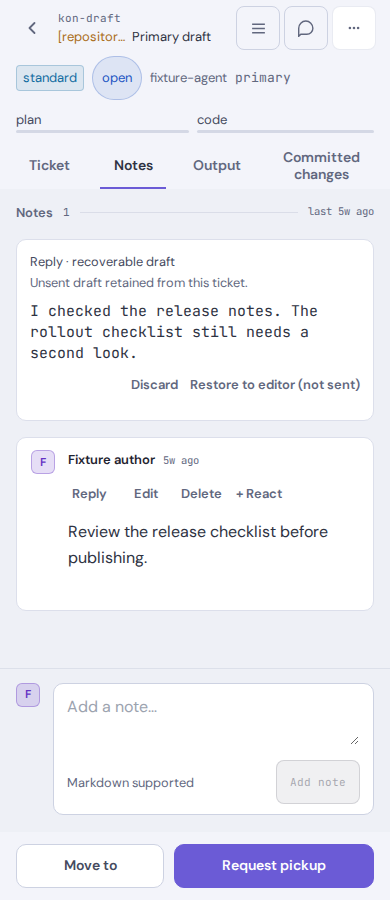 kon-draft
[repositor… Primary draft
standard open fixture-agent primary
plan code
Ticket Notes Output Committed changes
Notes 1 last 5w ago
Reply · recoverable draft
Unsent draft retained from this ticket.
I checked the release notes. The
rollout checklist still needs a
second look.
Discard Restore to editor (not sent)
F Fixture author 5w ago
Reply Edit Delete + React
Review the release checklist before
publishing.
F Add a note…
Markdown supported Add note
Move to Request pickup